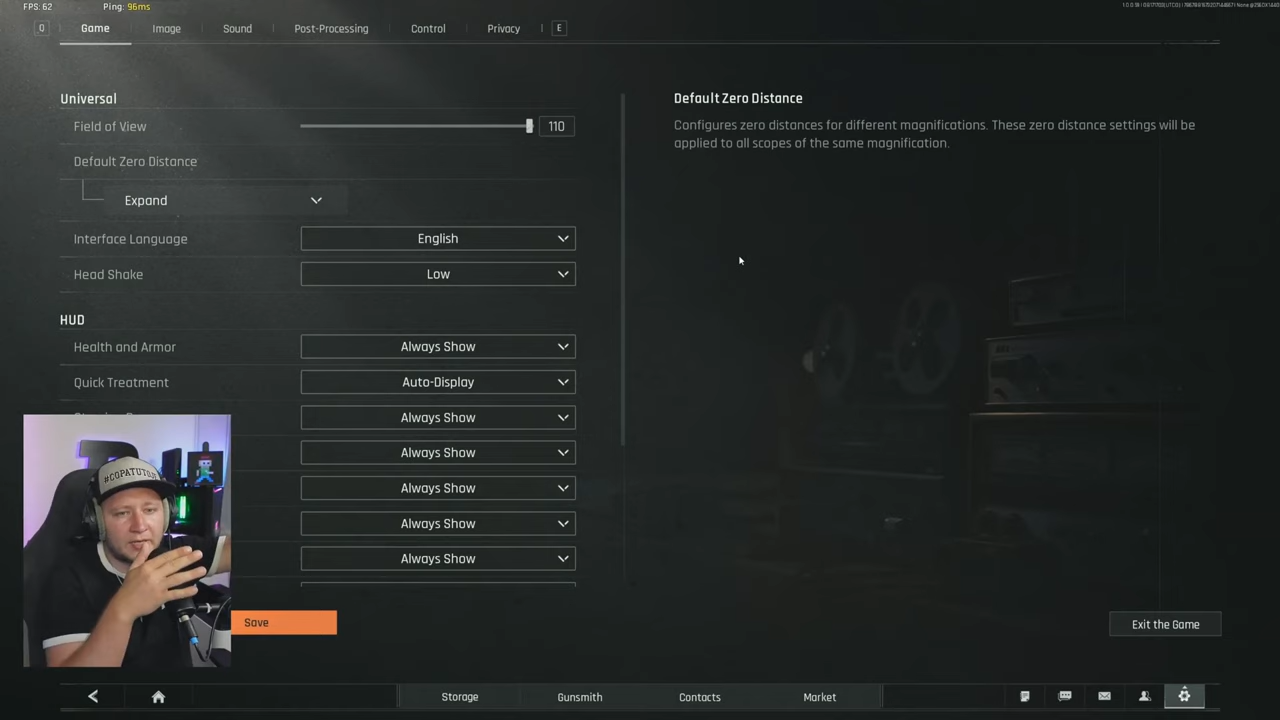 FPS: 62
Ping: 96ms
Q
Game
Image
Sound
Post-Processing
Control
Privacy
E
Universal
Field of View
110
Default Zero Distance
Expand
Interface Language
English
Head Shake
Low
HUD
Health and Armor
Always Show
Quick Treatment
Auto-Display
Always Show
Always Show
Always Show
Always Show
Always Show
Default Zero Distance
Configures zero distances for different magnifications. These zero distance settings will be
applied to all scopes of the same magnification.
Save
Exit the Game
Storage
Gunsmith
Contacts
Market